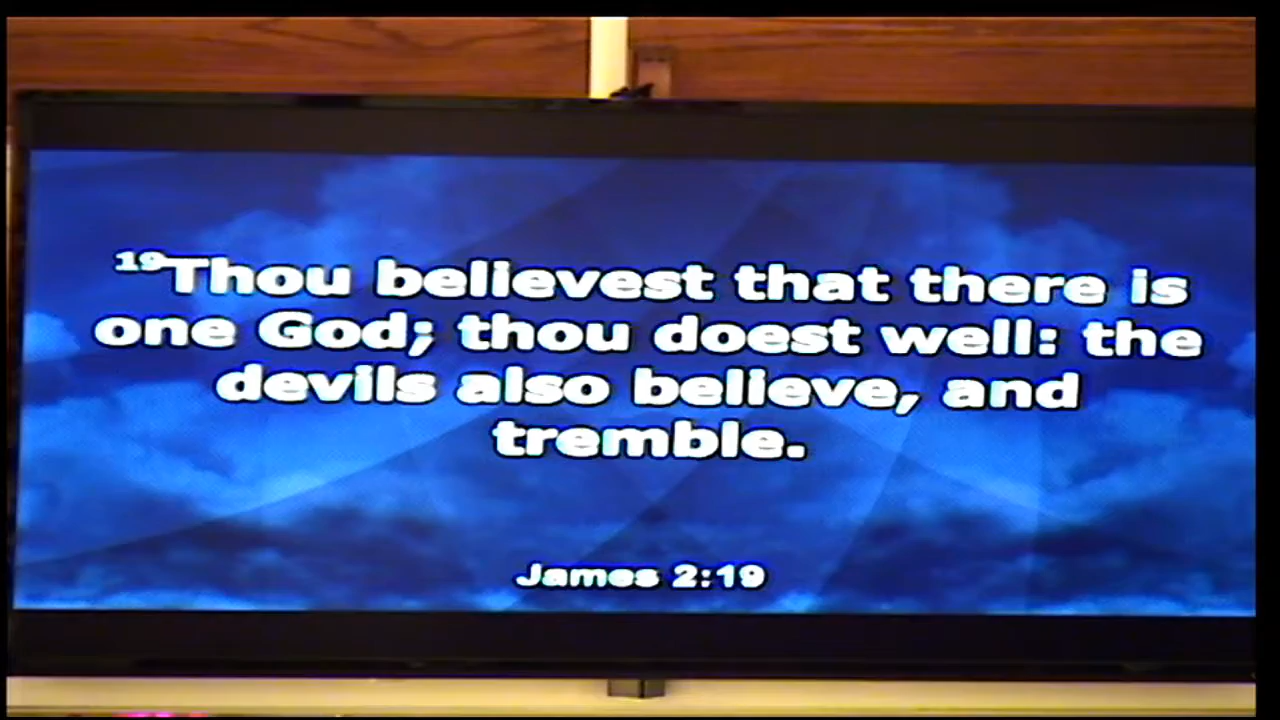 19Thou believest that there is
one God; thou doest well: the
devils also believe, and
tremble.
James 2:19